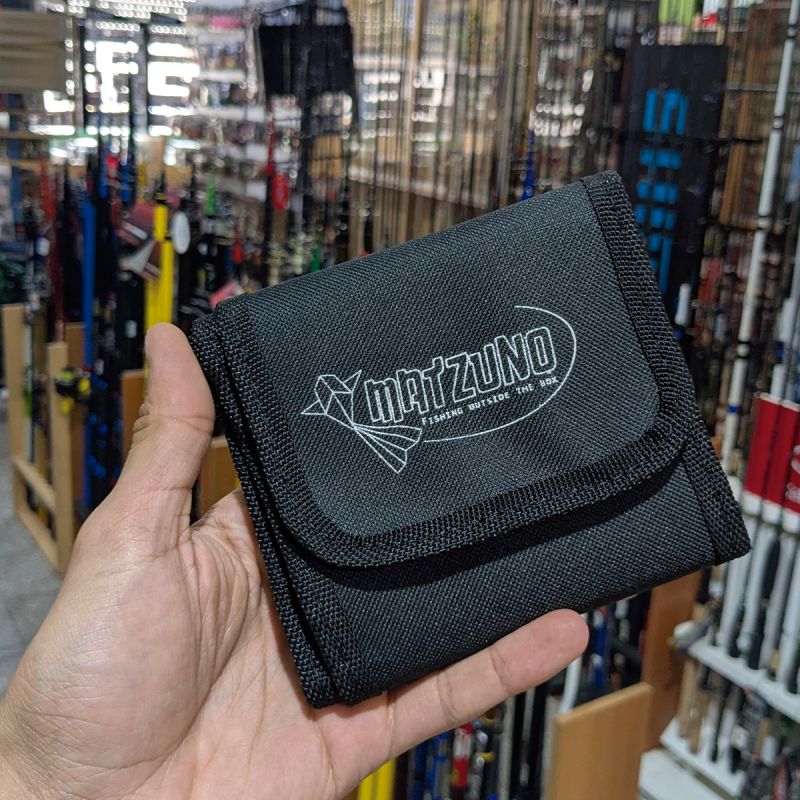 MATZUNO
FISHING OUTSIDE THE BOX